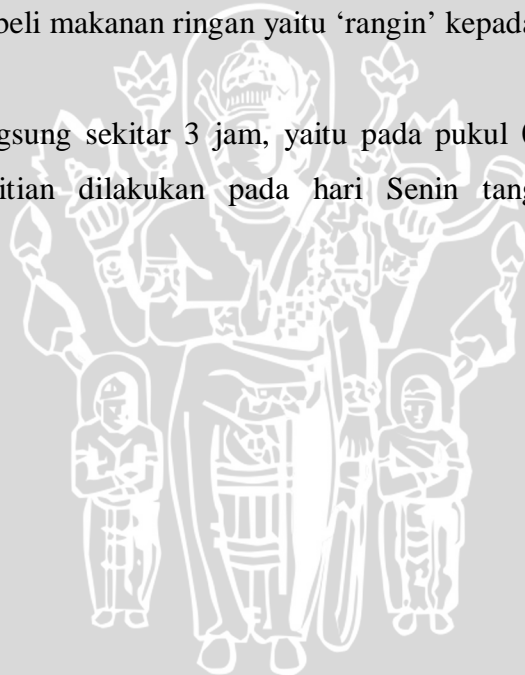 beli makanan ringan yaitu ‘rangin’ kepada
gsung sekitar 3 jam, yaitu pada pukul
itian dilakukan pada hari Senin tang